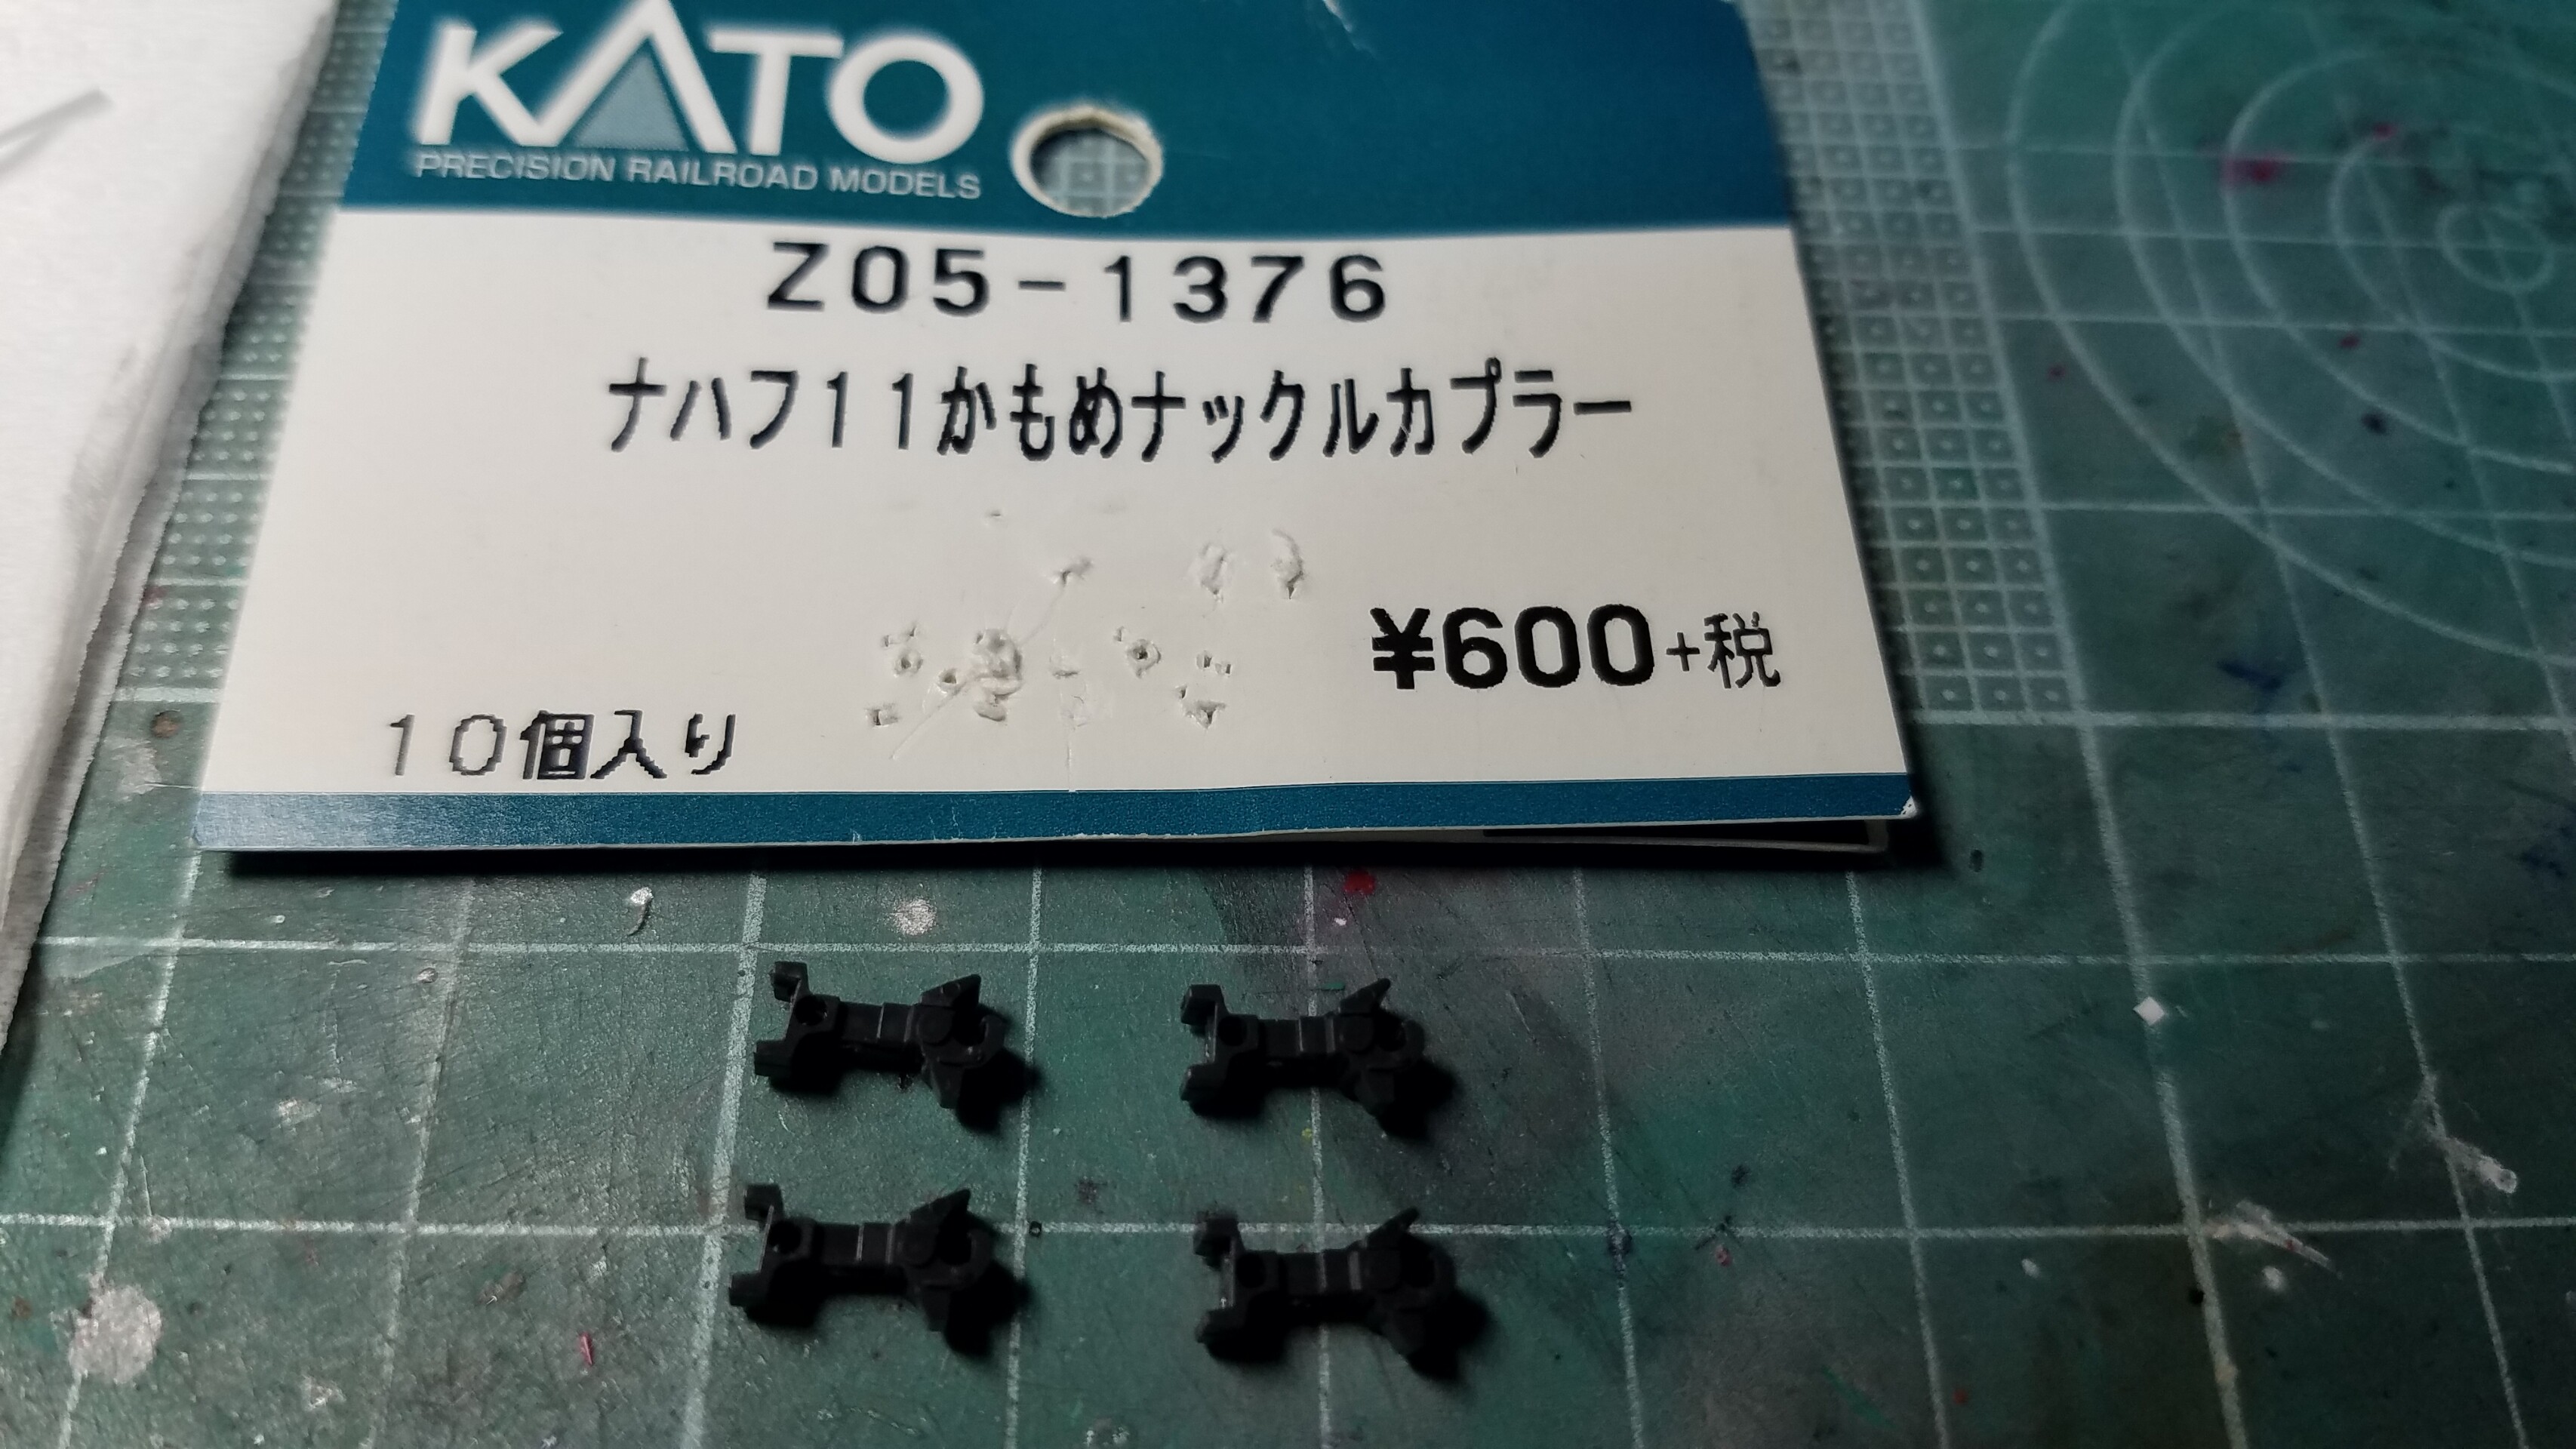 KATO
PRECISION RAILROAD MODELS
Z05-1376
ナハフ11かもめナックルカプラー
¥600+税
10個入り